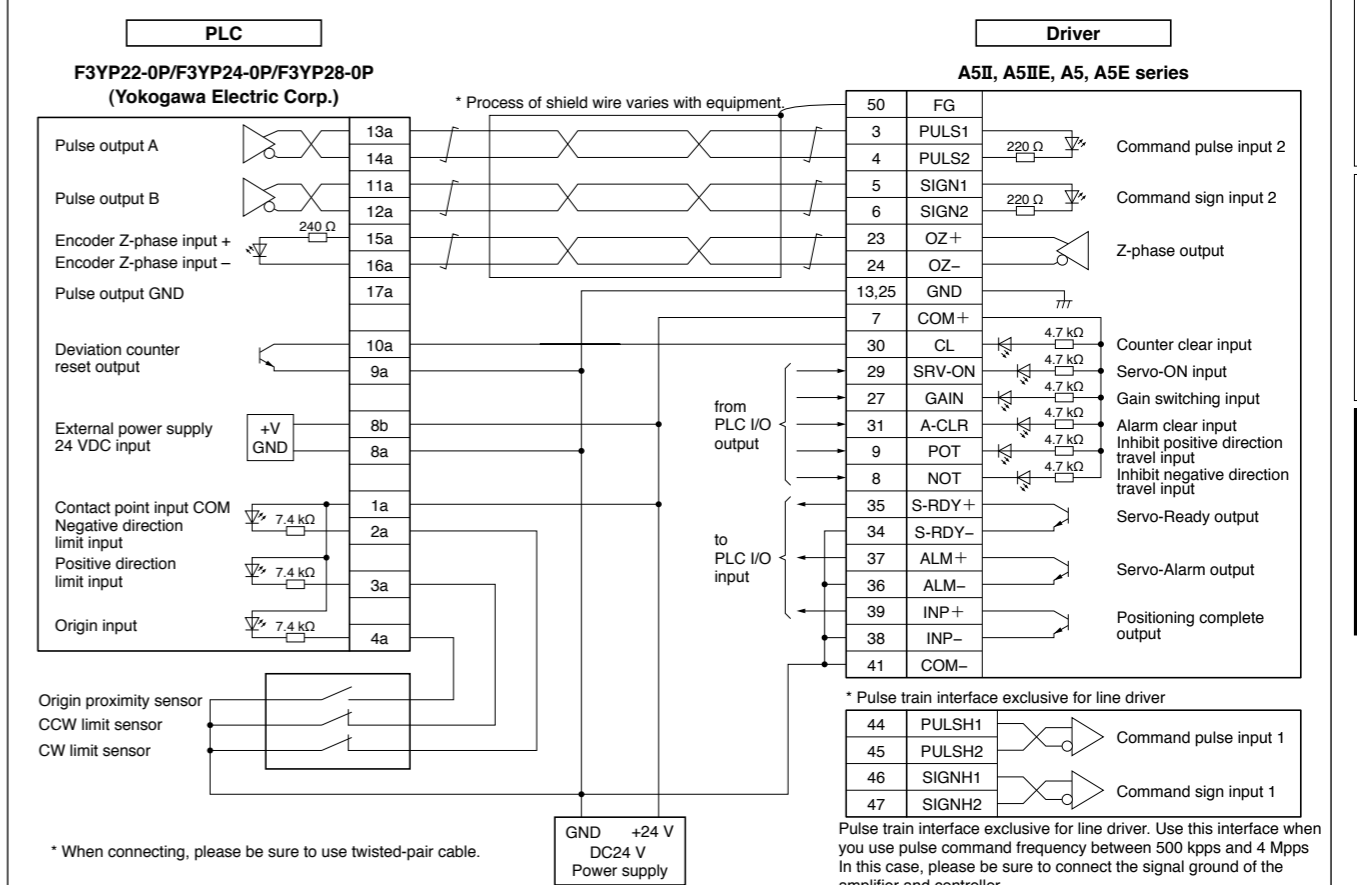 PLC
F3YP22-0P/F3YP24-0P/F3YP28-0P
(Yokogawa Electric Corp.)
Driver
A5II, A5IIE, A5, A5E series
* Process of shield wire varies with equipment.
Pulse output A
13a
14a
Pulse output B
11a
12a
240 Ω
Encoder Z-phase input +
15a
Encoder Z-phase input –
16a
Pulse output GND
17a
Deviation counter
reset output
10a
9a
External power supply
24 VDC input
+V
GND
8b
8a
Contact point input COM
1a
Negative direction
limit input
7.4 kΩ
2a
Positive direction
limit input
7.4 kΩ
3a
Origin input
7.4 kΩ
4a
Origin proximity sensor
CCW limit sensor
CW limit sensor
from
PLC I/O
output
to
PLC I/O
input
50 FG
3 PULS1
4 PULS2
220 Ω
Command pulse input 2
5 SIGN1
6 SIGN2
220 Ω
Command sign input 2
23 OZ+
24 OZ–
Z-phase output
13,25 GND
7 COM+
30 CL
4.7 kΩ
Counter clear input
29 SRV-ON
4.7 kΩ
Servo-ON input
27 GAIN
4.7 kΩ
Gain switching input
31 A-CLR
4.7 kΩ
Alarm clear input
9 POT
4.7 kΩ
Inhibit positive direction
travel input
8 NOT
4.7 kΩ
Inhibit negative direction
travel input
35 S-RDY+
34 S-RDY–
Servo-Ready output
37 ALM+
36 ALM–
Servo-Alarm output
39 INP+
38 INP–
Positioning complete
output
41 COM–
* Pulse train interface exclusive for line driver
44 PULSH1
45 PULSH2
Command pulse input 1
46 SIGNH1
47 SIGNH2
Command sign input 1
GND +24 V
DC24 V
Power supply
* When connecting, please be sure to use twisted-pair cable.
Pulse train interface exclusive for line driver. Use this interface when
you use pulse command frequency between 500 kpps and 4 Mpps
In this case, please be sure to connect the signal ground of the
amplifier and controller